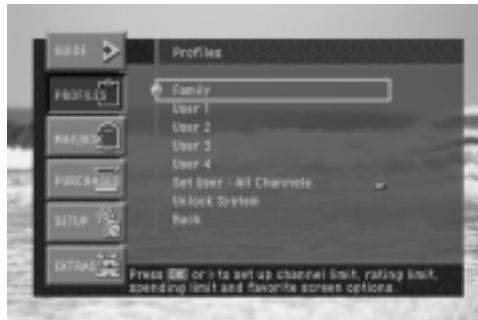 GUIDE
Profiles
PROFILES
Family
User 1
MAILBOX
User 2
User 3
User 4
PURCHASES
Set User : All Channels
Unlock System
SETUP
Back
EXTRAS
Press OK or › to set up channel limit, rating limit,
spending limit and favorite screen options.